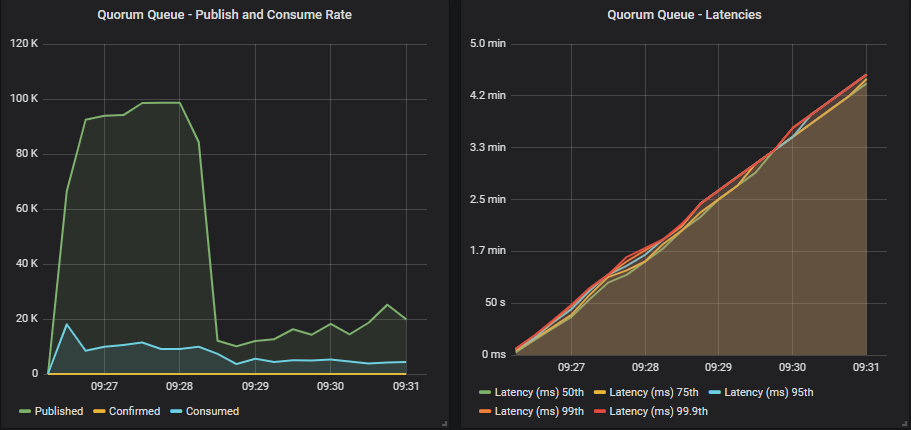 Quorum Queue - Publish and Consume Rate
120 K
100 K
80 K
60 K
40 K
20 K
0
09:27 09:28 09:29 09:30 09:31
Published Confirmed Consumed
Quorum Queue - Latencies
5.0 min
4.2 min
3.3 min
2.5 min
1.7 min
50 s
0 ms
09:27 09:28 09:29 09:30 09:31
Latency (ms) 50th Latency (ms) 75th Latency (ms) 95th
Latency (ms) 99th Latency (ms) 99.9th